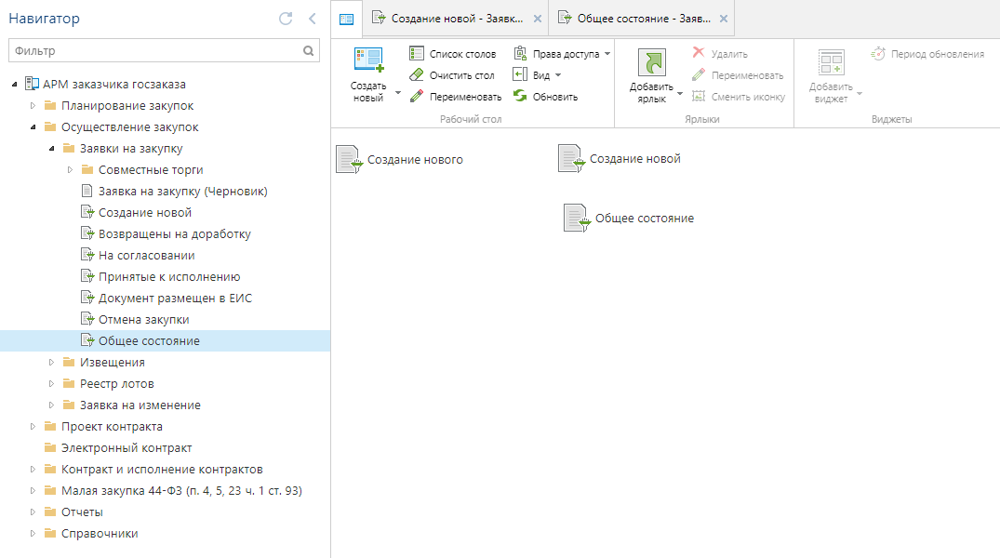 Навигатор
Фильтр
АРМ заказчика госзаказа
Планирование закупок
Осуществление закупок
Заявки на закупку
Совместные торги
Заявка на закупку (Черновик)
Создание новой
Возвращены на доработку
На согласовании
Принятые к исполнению
Документ размещен в ЕИС
Отмена закупки
Общее состояние
Извещения
Реестр лотов
Заявка на изменение
Проект контракта
Электронный контракт
Контракт и исполнение контрактов
Малая закупка 44-ФЗ (п. 4, 5, 23 ч. 1 ст. 93)
Отчеты
Справочники
Создание новой - Заявк...
Общее состояние - Заяв...
Создать
новый
Список столов
Очистить стол
Переименовать
Права доступа
Вид
Обновить
Рабочий стол
Добавить
ярлык
Удалить
Переименовать
Сменить иконку
Ярлыки
Добавить
виджет
Период обновления
Виджеты
Создание нового
Создание новой
Общее состояние